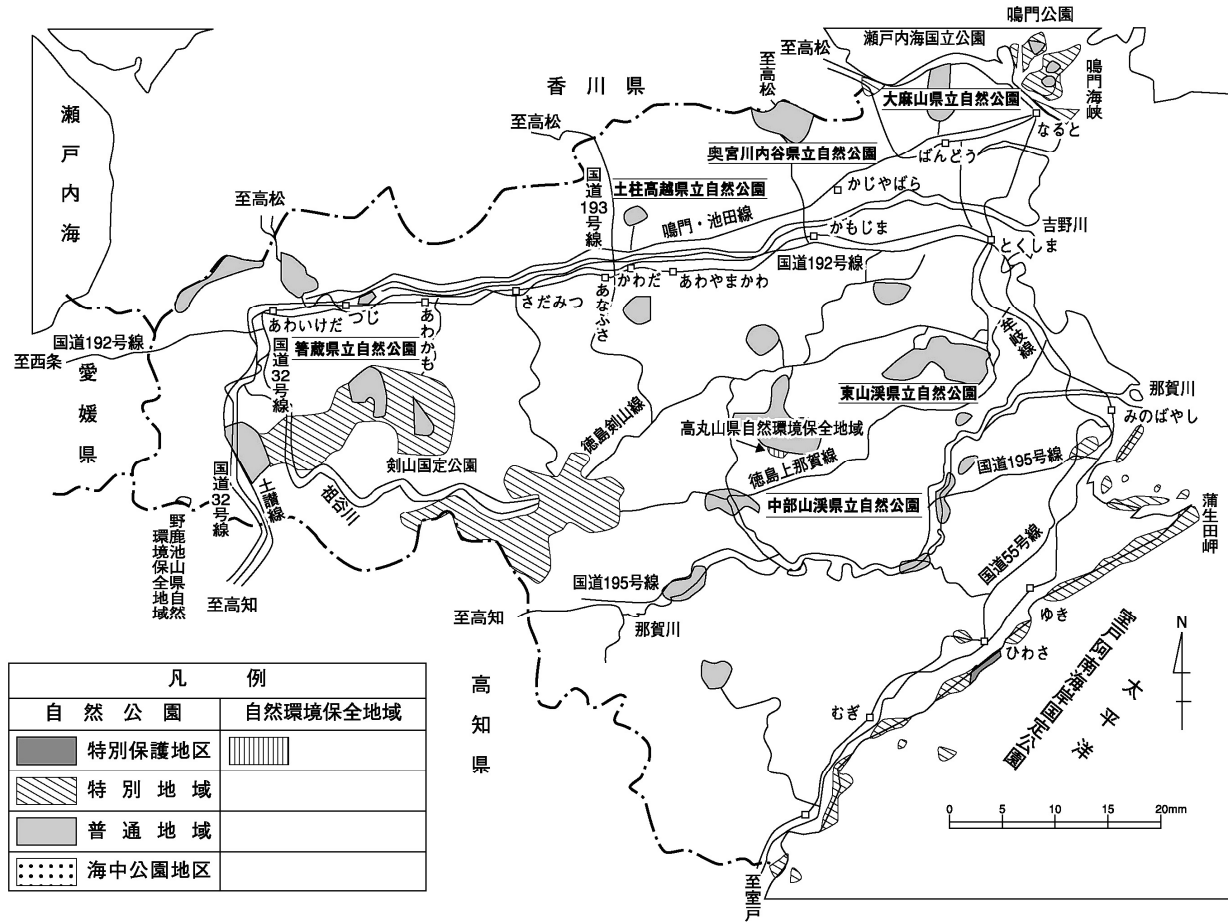 鳴門公園
瀬戸内海国立公園
至高松
至高松
鳴門海峡
香川県
大麻山県立自然公園
至高松
なると
瀬戸内海
奥宮川内谷県立自然公園
ばんどう
国道193号線
土柱高越県立自然公園
かじやばら
至高松
鳴門・池田線
かもじま
吉野川
とくしま
国道192号線
かわだ
あわやまかわ
あなぶさ
さだみつ
つじ
あわいけだ
あわかも
牟岐線
国道192号線
至西条
箸蔵県立自然公園
国道32号線
愛媛県
東山渓県立自然公園
那賀川
みのばやし
徳島剣山線
高丸山県自然環境保全地域
剣山国定公園
徳島上那賀線
国道195号線
国道32号線
土讃線
祖谷川
中部山渓県立自然公園
蒲生田岬
野鹿池山県自然
環境保全地域
国道55号線
国道195号線
至高知
至高知
那賀川
ゆき
ひわさ
室戸阿南海岸国定公園
太平洋
N
高知県
むぎ
0 5 10 15 20mm
至室戸
凡例
自然公園 自然環境保全地域
特別保護地区
特別地域
普通地域
海中公園地区